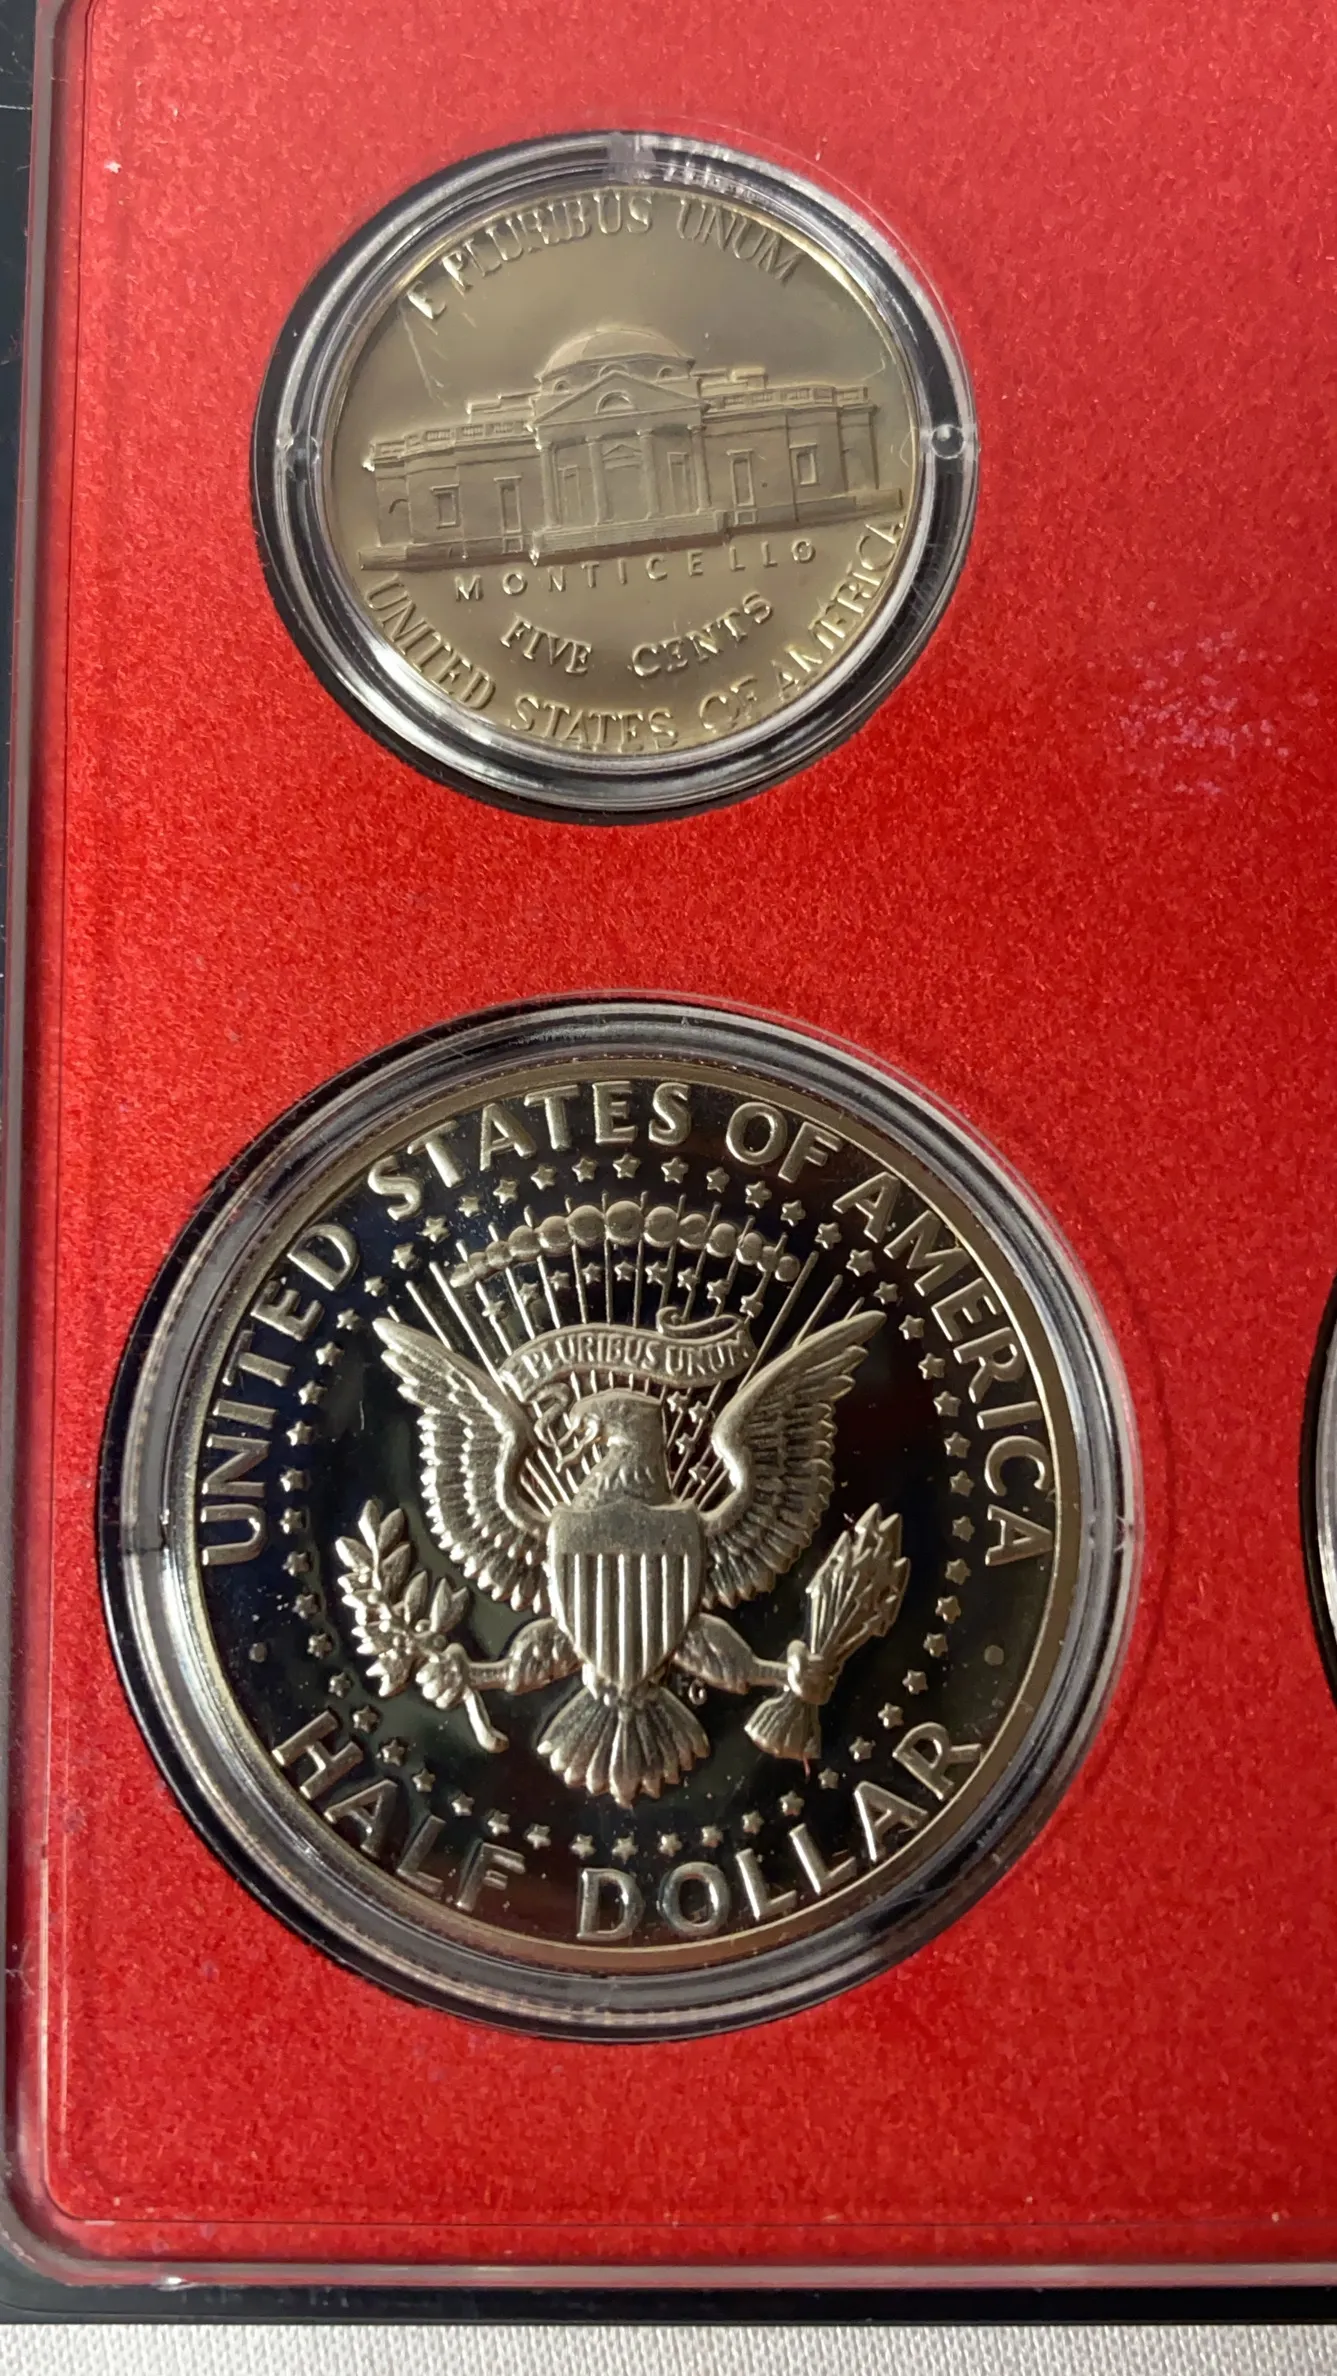 E PLURIBUS UNUM
MONTICELLO
FIVE CENTS
UNITED STATES OF AMERICA
UNITED STATES OF AMERICA
E PLURIBUS UNUM
FG
HALF DOLLAR